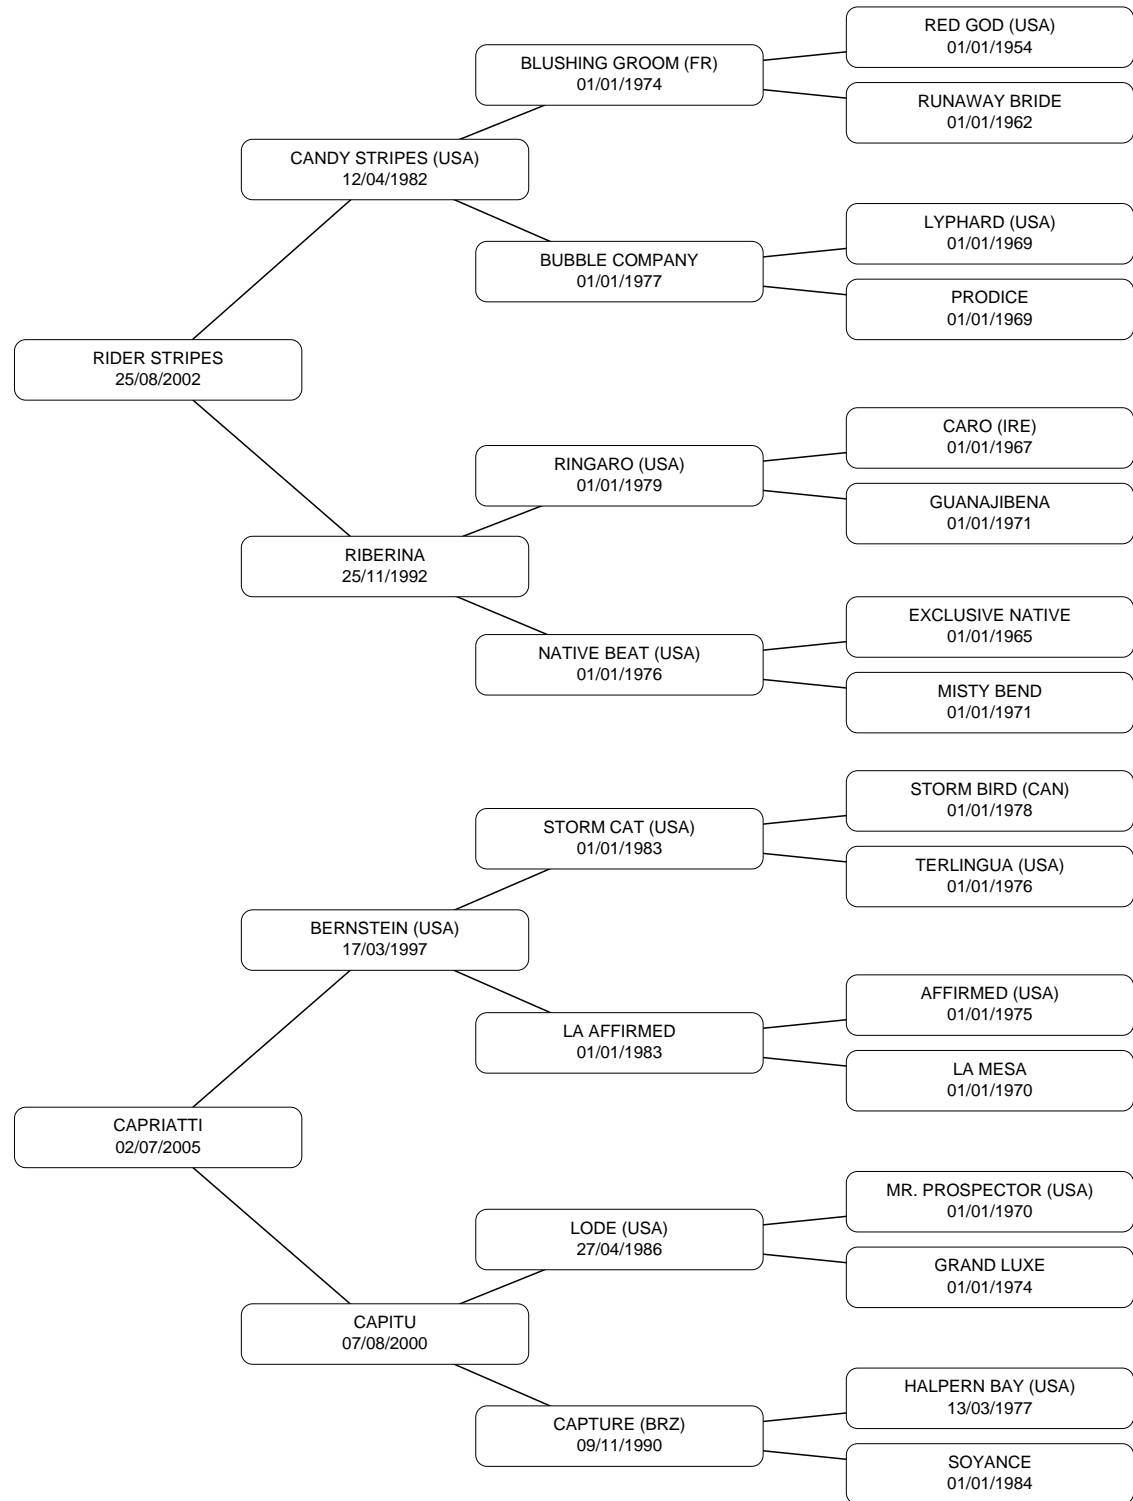 RED GOD (USA)
01/01/1954
BLUSHING GROOM (FR)
01/01/1974
RUNAWAY BRIDE
01/01/1962
CANDY STRIPES (USA)
12/04/1982
LYPHARD (USA)
01/01/1969
BUBBLE COMPANY
01/01/1977
PRODICE
01/01/1969
RIDER STRIPES
25/08/2002
CARO (IRE)
01/01/1967
RINGARO (USA)
01/01/1979
GUANAJIBENA
01/01/1971
RIBERINA
25/11/1992
EXCLUSIVE NATIVE
01/01/1965
NATIVE BEAT (USA)
01/01/1976
MISTY BEND
01/01/1971
STORM BIRD (CAN)
01/01/1978
STORM CAT (USA)
01/01/1983
TERLINGUA (USA)
01/01/1976
BERNSTEIN (USA)
17/03/1997
AFFIRMED (USA)
01/01/1975
LA AFFIRMED
01/01/1983
LA MESA
01/01/1970
CAPRIATTI
02/07/2005
MR. PROSPECTOR (USA)
01/01/1970
LODE (USA)
27/04/1986
GRAND LUXE
01/01/1974
CAPITU
07/08/2000
HALPERN BAY (USA)
13/03/1977
CAPTURE (BRZ)
09/11/1990
SOYANCE
01/01/1984